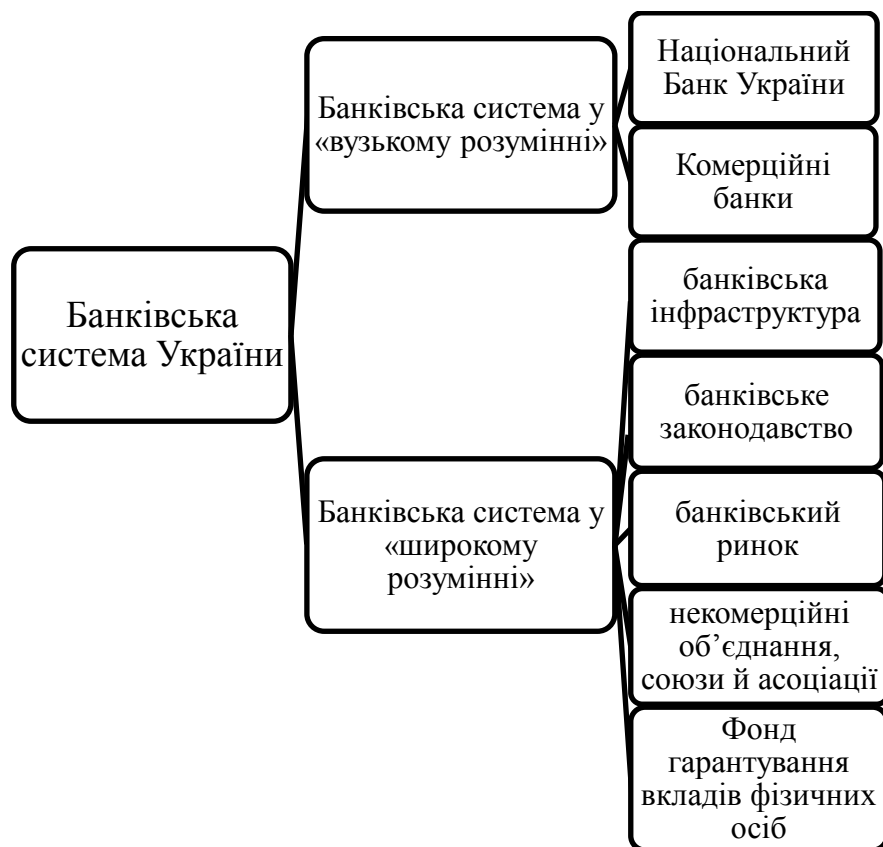 Банківська
система України
Банківська система у
«вузькому розумінні»
Національний
Банк України
Комерційні
банки
Банківська система у
«широкому
розумінні»
банківська
інфраструктура
банківське
законодавство
банківський
ринок
некомерційні
об’єднання,
союзи й асоціації
Фонд
гарантування
вкладів фізичних
осіб